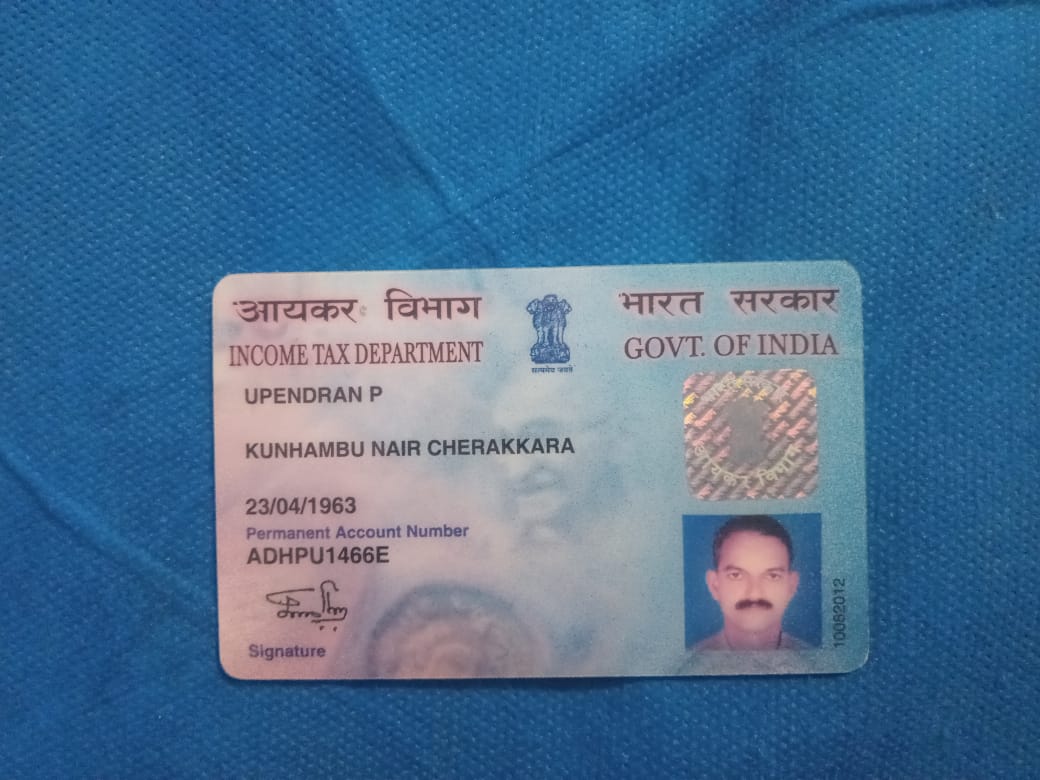 आयकर विभाग
INCOME TAX DEPARTMENT
सत्यमेव जयते
भारत सरकार
GOVT. OF INDIA
UPENDRAN P
KUNHAMBU NAIR CHERAKKARA
23/04/1963
Permanent Account Number
ADHPU1466E
Signature
आयकर विभाग
10082012